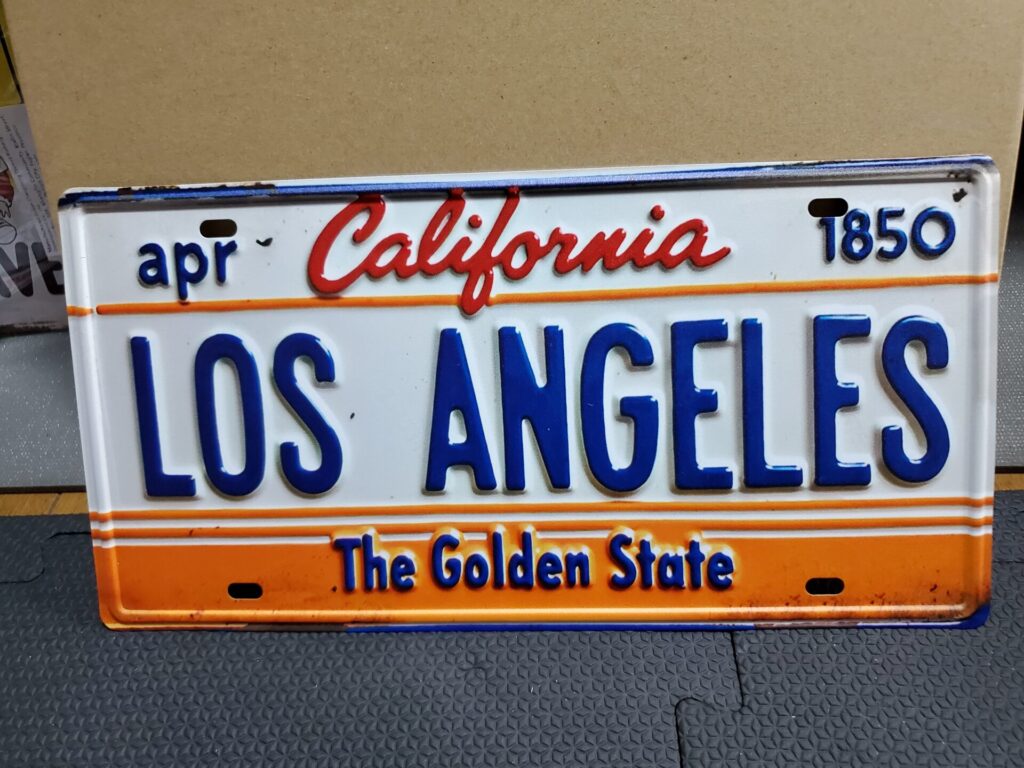 apr California 1850
LOS ANGELES
The Golden State